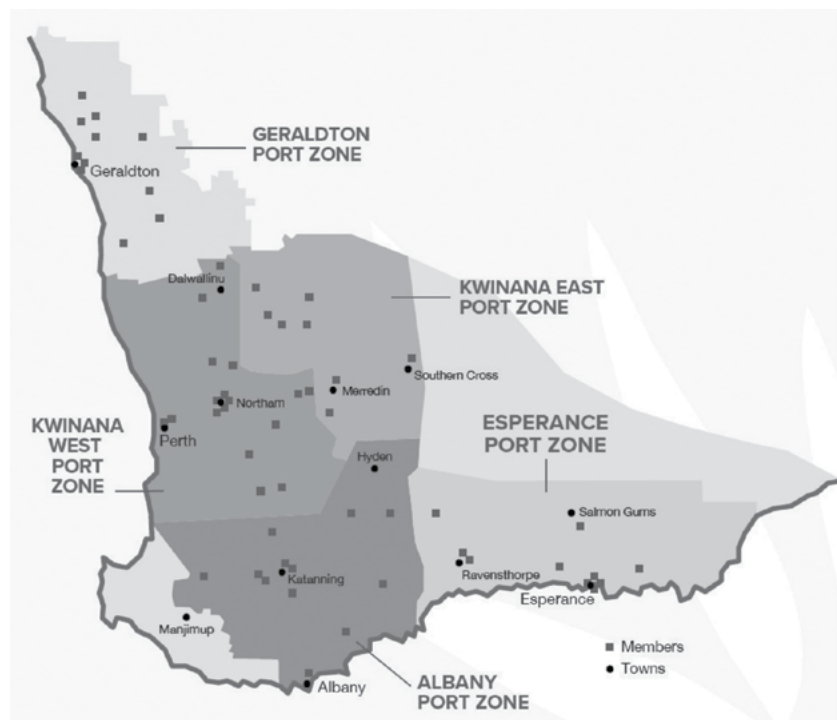 GERALDTON
PORT ZONE
Geraldton
Dalwallinu
KWINANA EAST
PORT ZONE
Southern Cross
Merredin
Northam
KWINANA
WEST
PORT
ZONE
Perth
ESPERANCE
PORT ZONE
Hyden
Salmon Gums
Ravensthorpe
Katanning
Esperance
Manjimup
Members
Towns
Albany
ALBANY
PORT ZONE